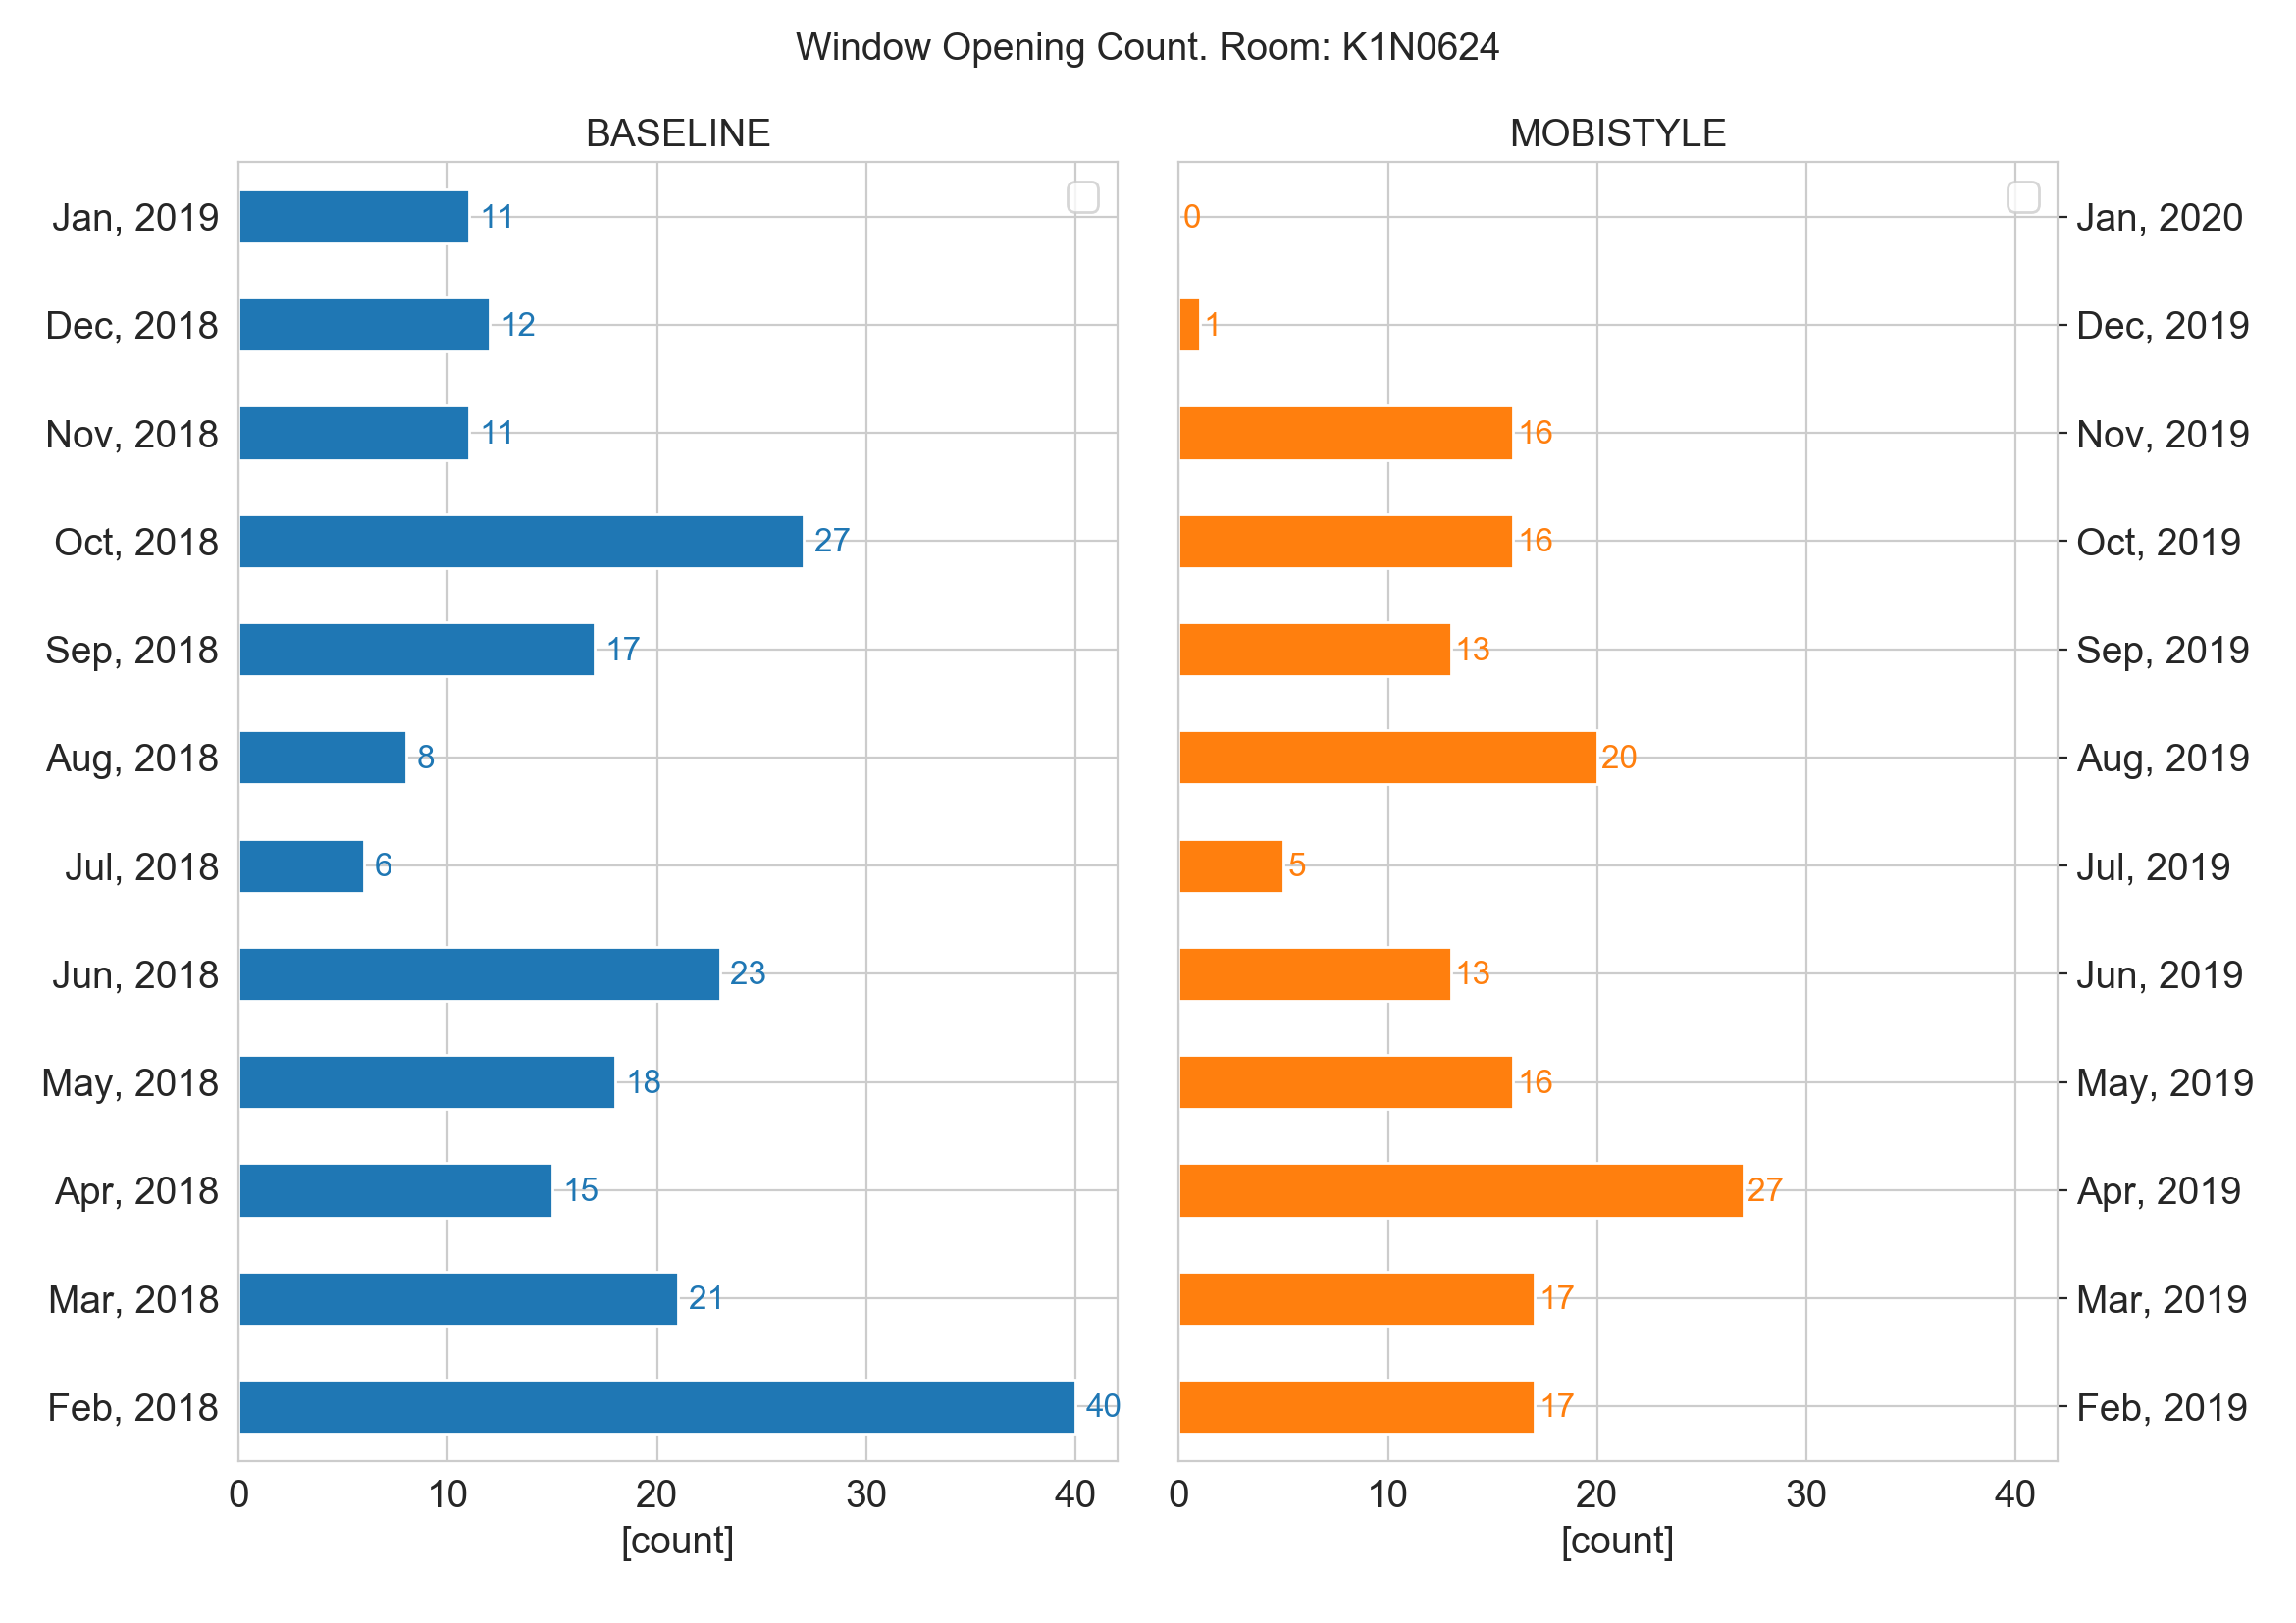 Window Opening Count. Room: K1N0624
BASELINE
Jan, 2019 11
Dec, 2018 12
Nov, 2018 11
Oct, 2018 27
Sep, 2018 17
Aug, 2018 8
Jul, 2018 6
Jun, 2018 23
May, 2018 18
Apr, 2018 15
Mar, 2018 21
Feb, 2018 40
0 10 20 30 40
[count]
MOBISTYLE
0 Jan, 2020
1 Dec, 2019
16 Nov, 2019
16 Oct, 2019
13 Sep, 2019
20 Aug, 2019
5 Jul, 2019
13 Jun, 2019
16 May, 2019
27 Apr, 2019
17 Mar, 2019
17 Feb, 2019
0 10 20 30 40
[count]